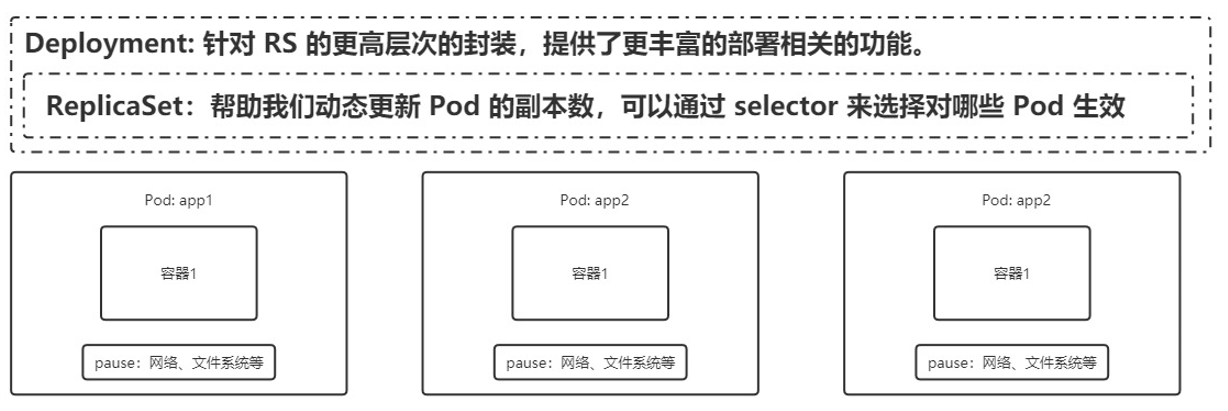 Deployment: 针对 RS 的更高层次的封装，提供了更丰富的部署相关的功能。
ReplicaSet：帮助我们动态更新 Pod 的副本数，可以通过 selector 来选择对哪些 Pod 生效
Pod: app1
容器1
pause：网络、文件系统等
Pod: app2
容器1
pause：网络、文件系统等
Pod: app2
容器1
pause：网络、文件系统等